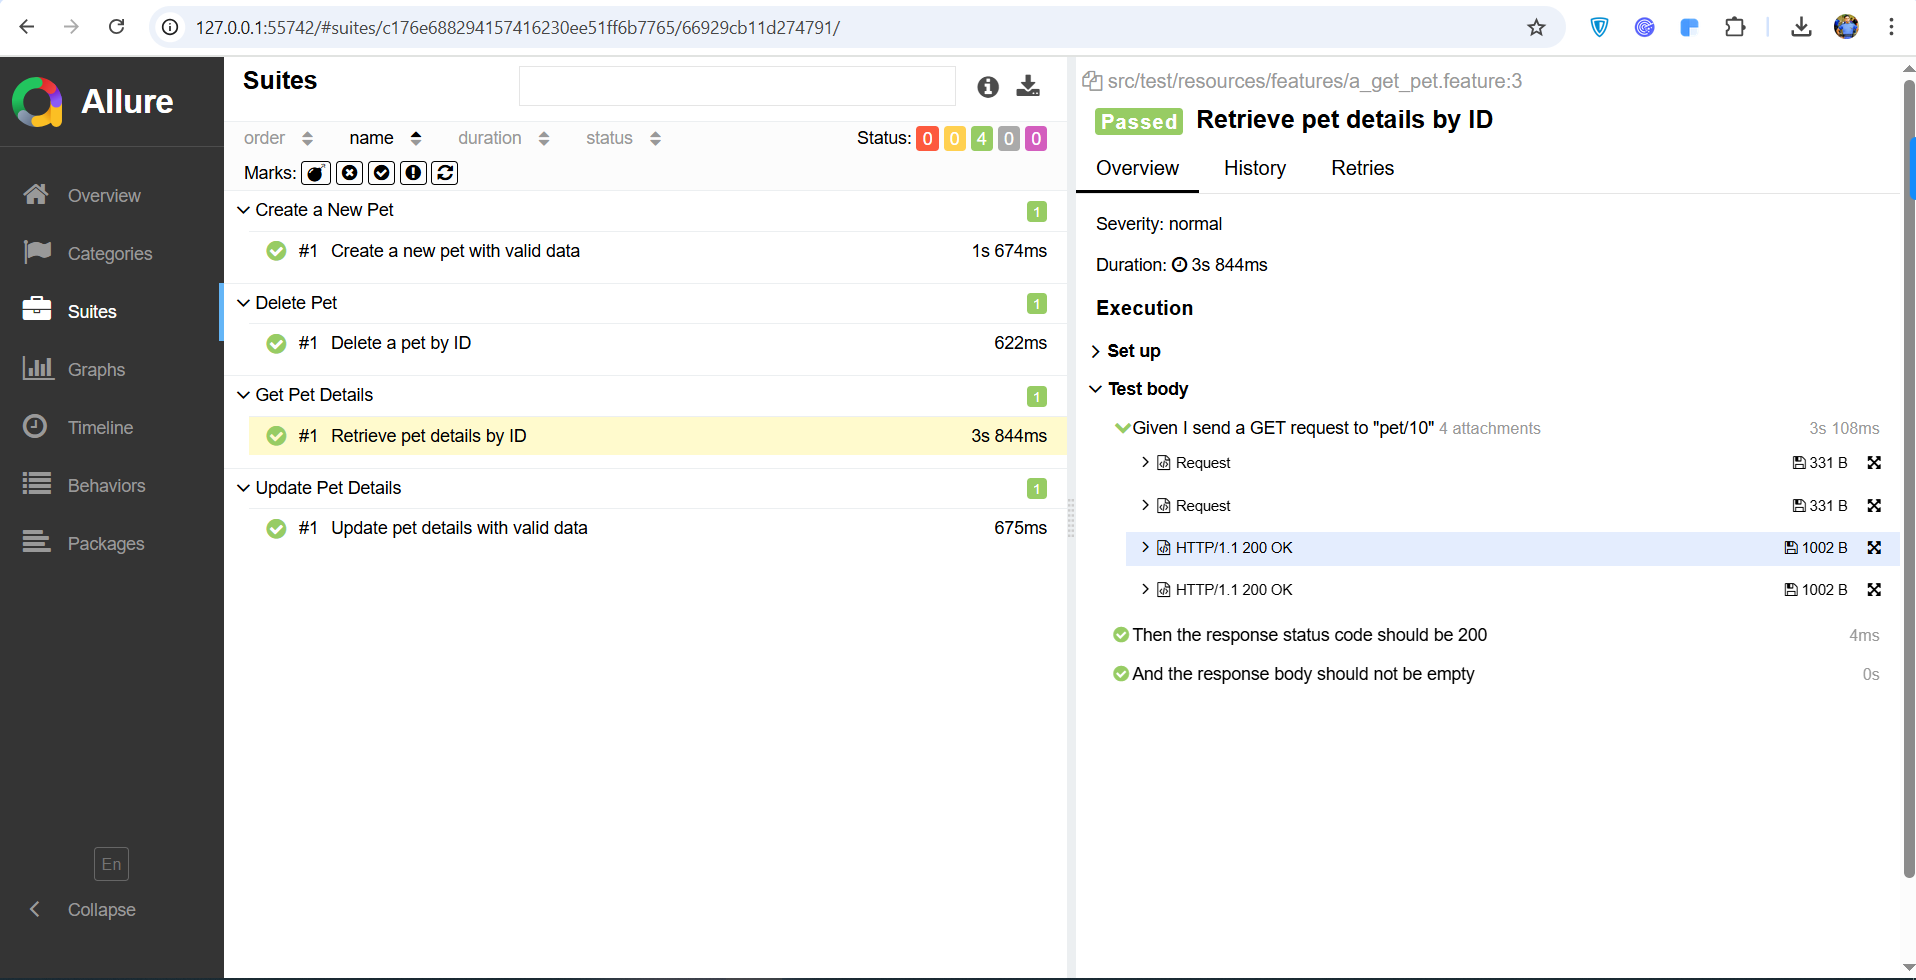 127.0.0.1:55742/#suites/c176e688294157416230ee51ff6b7765/66929cb11d274791/
Allure
Overview
Categories
Suites
Graphs
Timeline
Behaviors
Packages
En
Collapse
Suites
order name duration status Status: 0 0 4 0 0
Marks:
Create a New Pet 1
#1 Create a new pet with valid data 1s 674ms
Delete Pet 1
#1 Delete a pet by ID 622ms
Get Pet Details 1
#1 Retrieve pet details by ID 3s 844ms
Update Pet Details 1
#1 Update pet details with valid data 675ms
src/test/resources/features/a_get_pet.feature:3
Passed Retrieve pet details by ID
Overview History Retries
Severity: normal
Duration: 3s 844ms
Execution
Set up
Test body
Given I send a GET request to "pet/10" 4 attachments 3s 108ms
Request 331 B
Request 331 B
HTTP/1.1 200 OK 1002 B
HTTP/1.1 200 OK 1002 B
Then the response status code should be 200 4ms
And the response body should not be empty 0s